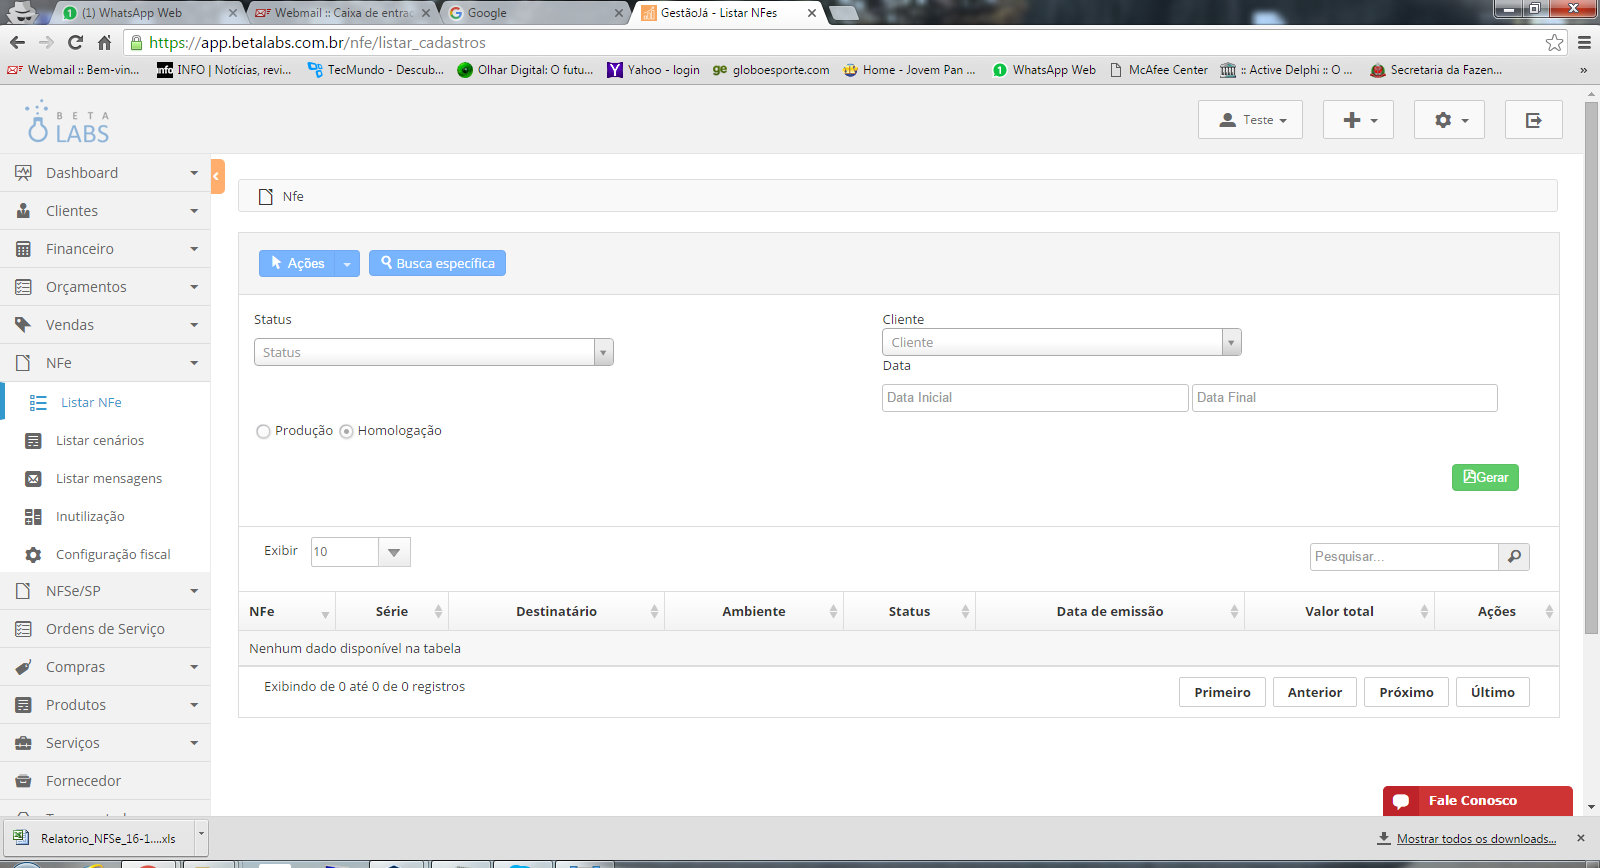 (1) WhatsApp Web
Webmail :: Caixa de entrac
Google
GestãoJá - Listar NFes
https://app.betalabs.com.br/nfe/listar_cadastros
Webmail :: Bem-vin...
INFO | Notícias, revi...
TecMundo - Descub...
Olhar Digital: O futu...
Yahoo - login
globoesporte.com
Home - Jovem Pan ...
WhatsApp Web
McAfee Center
:: Active Delphi :: O ...
Secretaria da Fazen...
»
BETA
LABS
Teste
Dashboard
Clientes
Financeiro
Orçamentos
Vendas
NFe
Listar NFe
Listar cenários
Listar mensagens
Inutilização
Configuração fiscal
NFSe/SP
Ordens de Serviço
Compras
Produtos
Serviços
Fornecedor
Nfe
Ações
Busca específica
Status
Status
Cliente
Cliente
Data
Data Inicial
Data Final
Produção
Homologação
Gerar
Exibir
10
Pesquisar...
NFe
Série
Destinatário
Ambiente
Status
Data de emissão
Valor total
Ações
Nenhum dado disponível na tabela
Exibindo de 0 até 0 de 0 registros
Primeiro
Anterior
Próximo
Último
Fale Conosco
Relatorio_NFSe_16-1....xls
Mostrar todos os downloads...